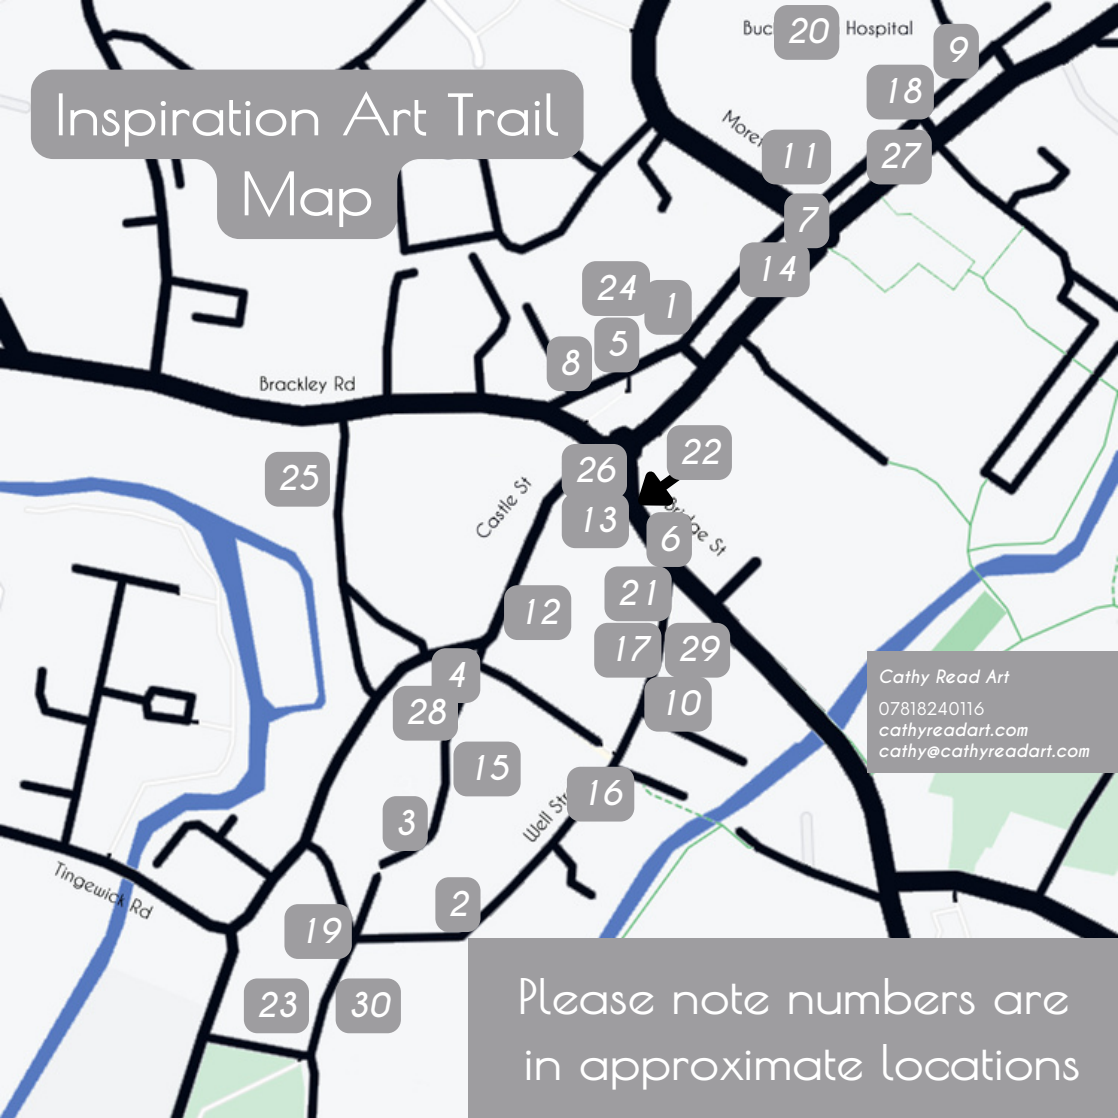 Buc
20
Hospital
9
18
Inspiration Art Trail
Map
11
27
7
14
24
1
5
8
Brackley Rd
22
26
25
Castle St
13
6
21
12
17
29
4
10
28
Cathy Read Art
07818240116
cathyreadart.com
cathy@cathyreadart.com
15
16
3
Well Str
Tingewick Rd
2
19
23
30
Please note numbers are
in approximate locations